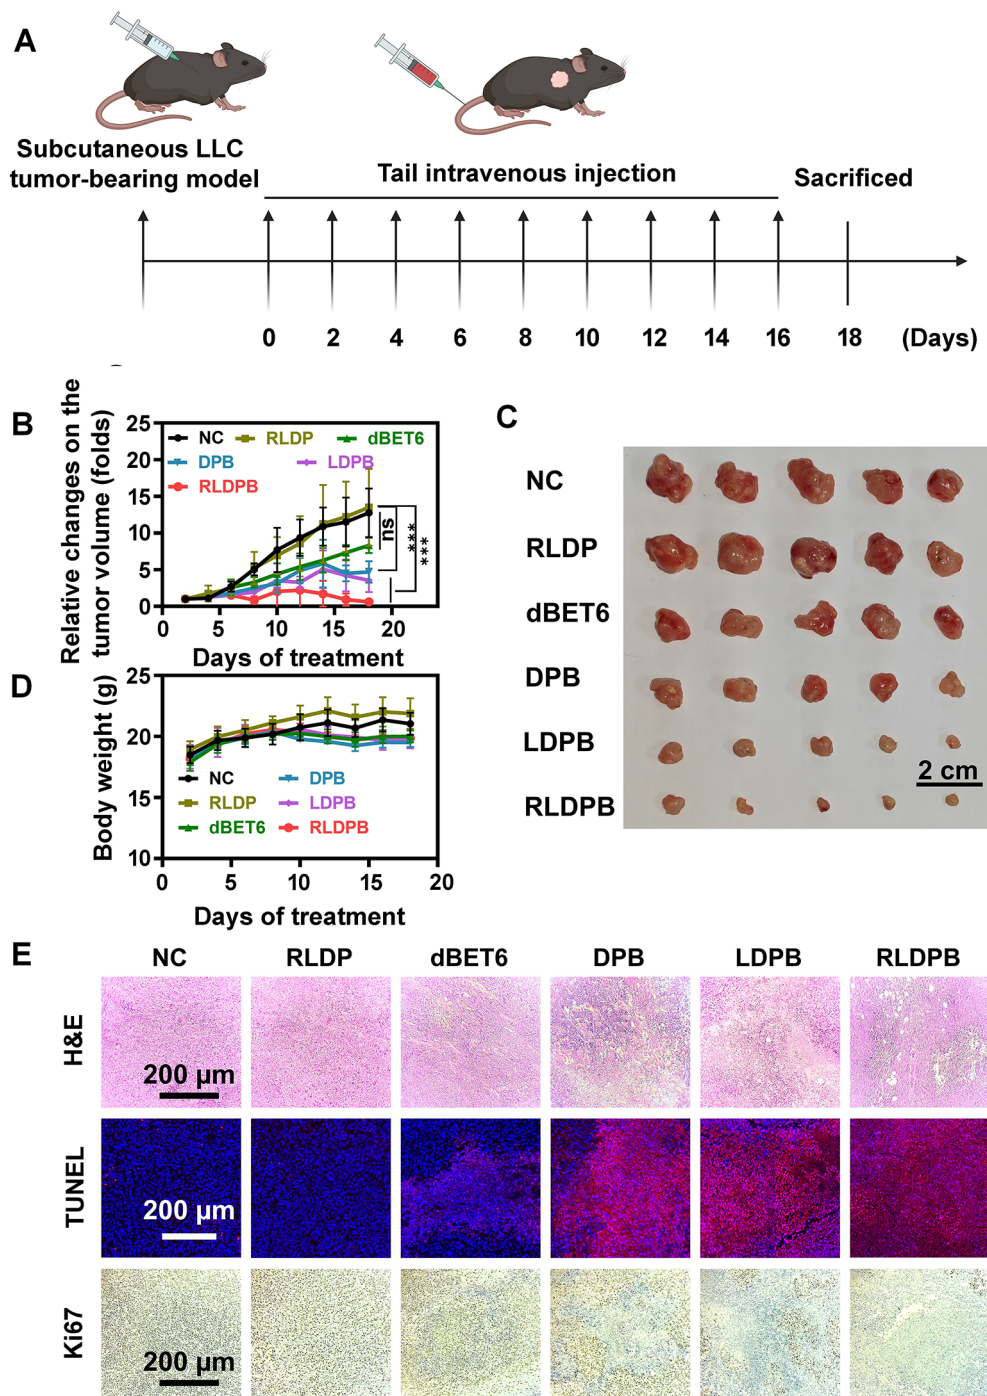 A
Subcutaneous LLC
tumor-bearing model
Tail intravenous injection
Sacrificed
0 2 4 6 8 10 12 14 16 18 (Days)
B
Relative changes on the
tumor volume (folds)
25
20
15
10
5
0
NC RLDP dBET6
DPB LDPB
RLDPB
ns
***
***
0 5 10 15 20
Days of treatment
C
NC
RLDP
dBET6
DPB
LDPB
RLDPB
2 cm
D
Body weight (g)
25
20
15
10
NC DPB
RLDP LDPB
dBET6 RLDPB
0 5 10 15 20
Days of treatment
E
NC RLDP dBET6 DPB LDPB RLDPB
H&E
200 μm
TUNEL
200 μm
Ki67
200 μm